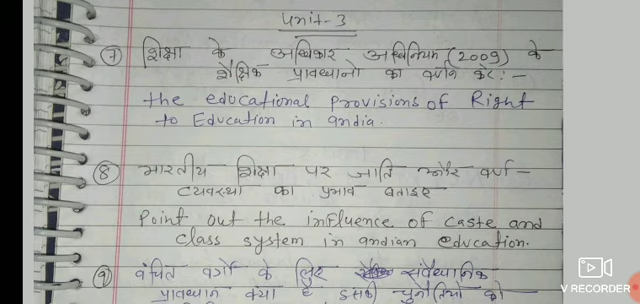 Unit-3
⑦ शिक्षा के अधिकार अधिनियम (2009) के
शैक्षिक प्रावधानो का वर्णन करे:-
the educational Provisions of Right
to Education in india.
⑧ भारतीय शिक्षा पर जाति और वर्ण -
व्यवस्था का प्रभाव बताइए
Point out the influence of caste and
class system in indian education.
⑨ वंचित वर्गो के लिए संवैधानिक
प्रावधान क्या है इसकी चुनौतियो को
V RECORDER